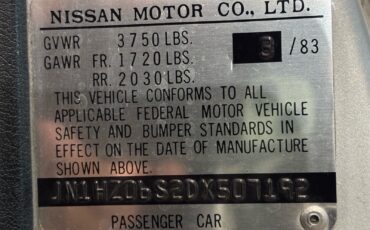 NISSAN MOTOR CO., LTD.
GVWR 3750 LBS. 3 /83
GAWR FR. 1720 LBS.
RR. 2030 LBS.
THIS VEHICLE CONFORMS TO ALL
APPLICABLE FEDERAL MOTOR VEHICLE
SAFETY AND BUMPER STANDARDS IN
EFFECT ON THE DATE OF MANUFACTURE
SHOWN ABOVE.
JN1HZ06S2DX507192
PASSENGER CAR